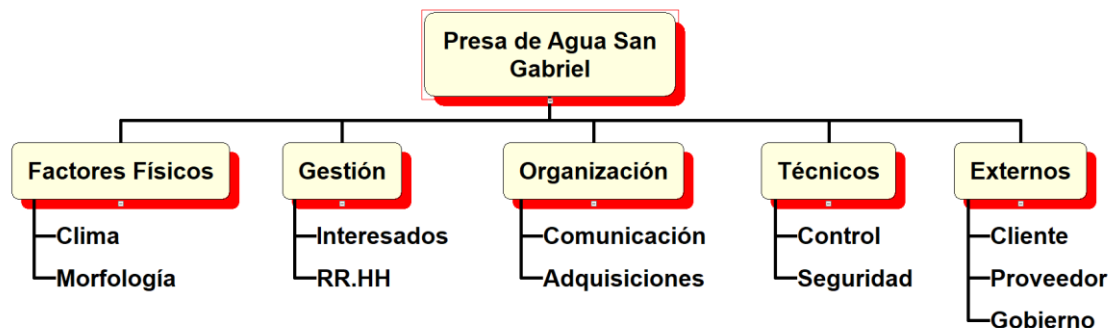 Presa de Agua San
Gabriel
Factores Físicos
Gestión
Organización
Técnicos
Externos
Clima
Interesados
Comunicación
Control
Cliente
Morfología
RR.HH
Adquisiciones
Seguridad
Proveedor
Gobierno